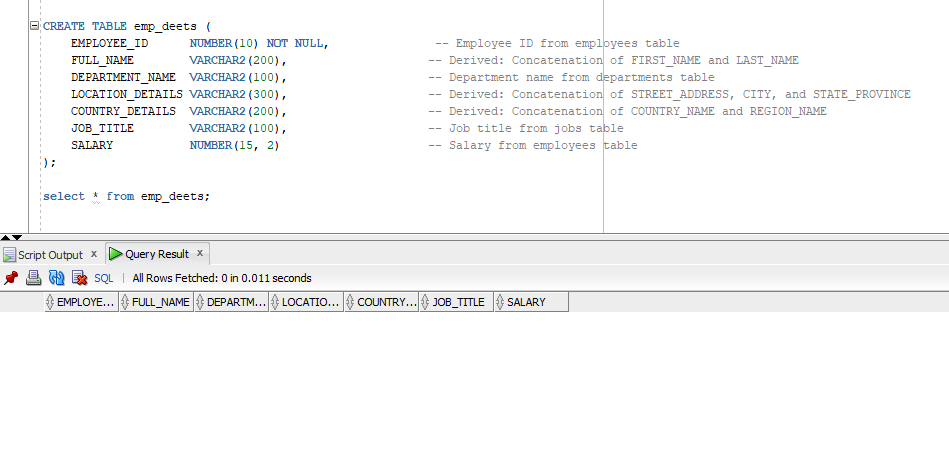 CREATE TABLE emp_deets (
EMPLOYEE_ID NUMBER(10) NOT NULL, -- Employee ID from employees table
FULL_NAME VARCHAR2(200), -- Derived: Concatenation of FIRST_NAME and LAST_NAME
DEPARTMENT_NAME VARCHAR2(100), -- Department name from departments table
LOCATION_DETAILS VARCHAR2(300), -- Derived: Concatenation of STREET_ADDRESS, CITY, and STATE_PROVINCE
COUNTRY_DETAILS VARCHAR2(200), -- Derived: Concatenation of COUNTRY_NAME and REGION_NAME
JOB_TITLE VARCHAR2(100), -- Job title from jobs table
SALARY NUMBER(15, 2) -- Salary from employees table
);
select * from emp_deets;
Script Output x Query Result x
SQL | All Rows Fetched: 0 in 0.011 seconds
EMPLOYE... FULL_NAME DEPARTM... LOCATIO... COUNTRY... JOB_TITLE SALARY